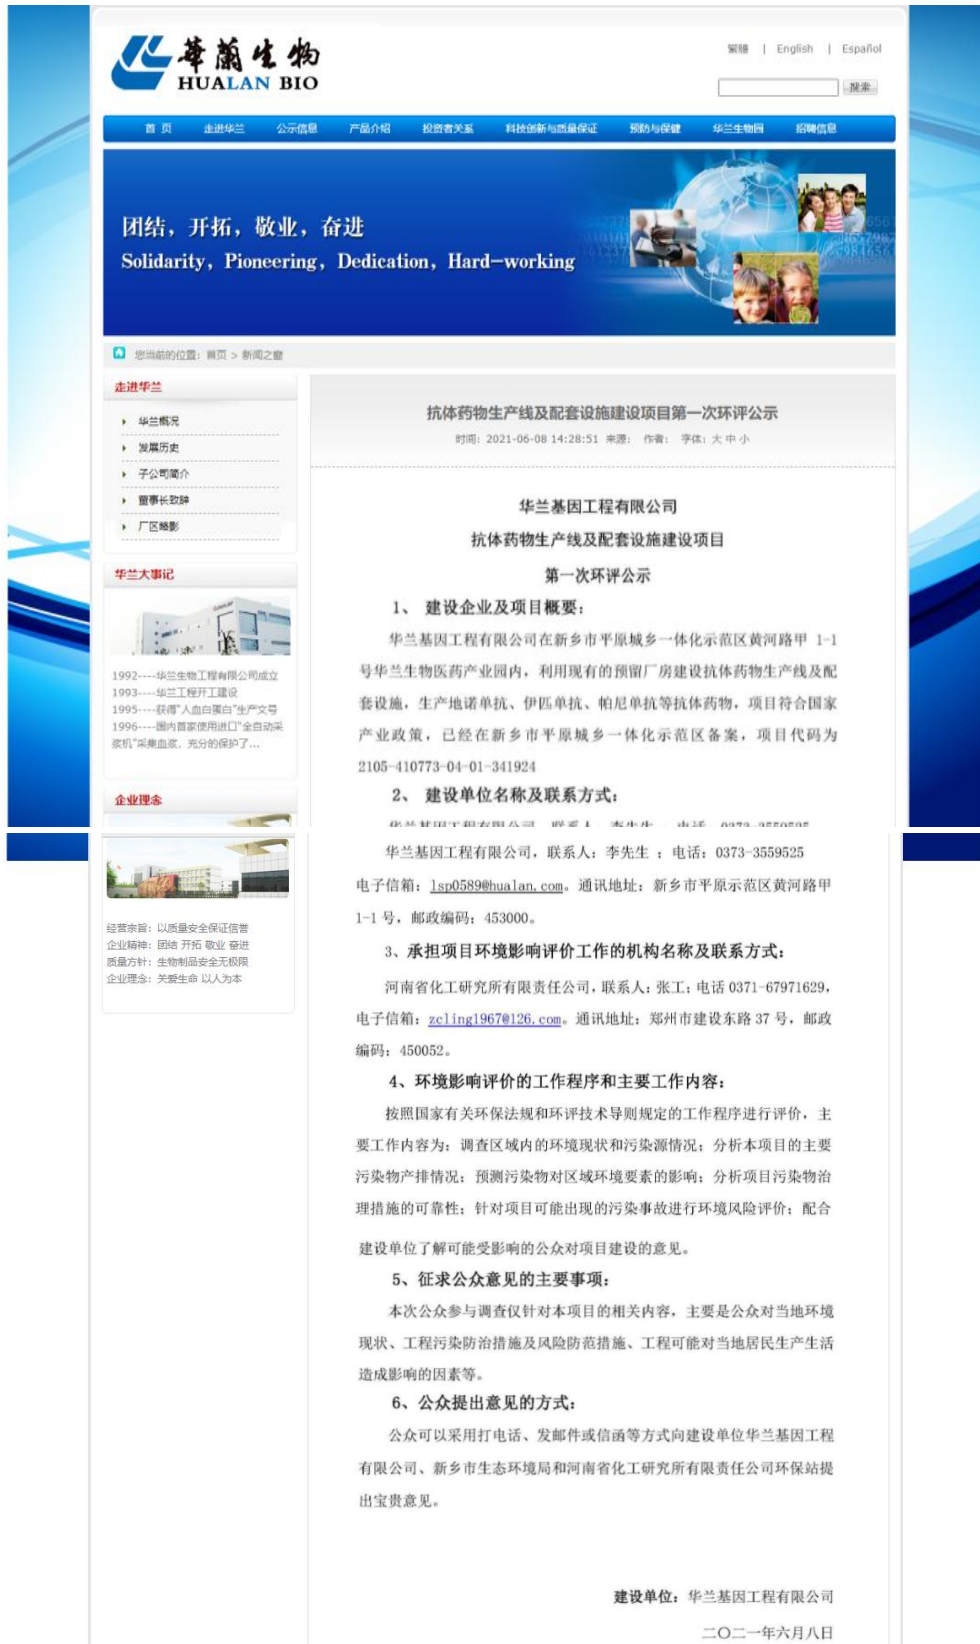 華蘭生物
HUALAN BIO
繁體 | English | Español
搜索
首 页 走进华兰 公示信息 产品介绍 投资者关系 科技创新与质量保证 预防与保健 华兰生物园 招聘信息
团结，开拓，敬业，奋进
Solidarity, Pioneering, Dedication, Hard-working
您当前的位置：首页 > 新闻之窗
走进华兰
华兰概况
发展历史
子公司简介
董事长致辞
厂区略影
华兰大事记
1992----华兰生物工程有限公司成立
1993----华兰工程开工建设
1995----获得“人血白蛋白”生产文号
1996----国内首家使用进口“全自动采
浆机”采集血浆，充分的保护了...
企业理念
经营宗旨：以质量安全保证信誉
企业精神：团结 开拓 敬业 奋进
质量方针：生物制品安全无极限
企业理念：关爱生命 以人为本
抗体药物生产线及配套设施建设项目第一次环评公示
时间：2021-06-08 14:28:51 来源： 作者： 字体：大 中 小
华兰基因工程有限公司
抗体药物生产线及配套设施建设项目
第一次环评公示
1、 建设企业及项目概要：
华兰基因工程有限公司在新乡市平原城乡一体化示范区黄河路甲 1-1
号华兰生物医药产业园内，利用现有的预留厂房建设抗体药物生产线及配
套设施，生产地诺单抗、伊匹单抗、帕尼单抗等抗体药物，项目符合国家
产业政策，已经在新乡市平原城乡一体化示范区备案，项目代码为
2105-410773-04-01-341924
2、 建设单位名称及联系方式：
华兰基因工程有限公司，联系人：李先生 ；电话：0373-3559525
华兰基因工程有限公司，联系人：李先生 ；电话：0373-3559525
电子信箱：lsp0589@hualan.com。通讯地址：新乡市平原示范区黄河路甲
1-1 号，邮政编码：453000。
3、承担项目环境影响评价工作的机构名称及联系方式：
河南省化工研究所有限责任公司，联系人：张工；电话 0371-67971629，
电子信箱：zcling1967@126.com。通讯地址：郑州市建设东路 37 号，邮政
编码：450052。
4、环境影响评价的工作程序和主要工作内容：
按照国家有关环保法规和环评技术导则规定的工作程序进行评价，主
要工作内容为：调查区域内的环境现状和污染源情况；分析本项目的主要
污染物产排情况；预测污染物对区域环境要素的影响；分析项目污染物治
理措施的可靠性；针对项目可能出现的污染事故进行环境风险评价；配合
建设单位了解可能受影响的公众对项目建设的意见。
5、征求公众意见的主要事项：
本次公众参与调查仅针对本项目的相关内容，主要是公众对当地环境
现状、工程污染防治措施及风险防范措施、工程可能对当地居民生产生活
造成影响的因素等。
6、公众提出意见的方式：
公众可以采用打电话、发邮件或信函等方式向建设单位华兰基因工程
有限公司、新乡市生态环境局和河南省化工研究所有限责任公司环保站提
出宝贵意见。
建设单位：华兰基因工程有限公司
二〇二一年六月八日